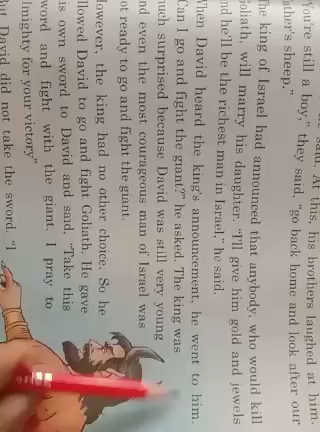 said. At this, his brothers laughed at him.
"You're still a boy," they said, "go back home and look after our
father's sheep."
The king of Israel had announced that anybody, who would kill
Goliath, will marry his daughter. "I'll give him gold and jewels
and he'll be the richest man in Israel," he said.
When David heard the king's announcement, he went to him.
"Can I go and fight the giant?" he asked. The king was
much surprised because David was still very young
and even the most courageous man of Israel was
not ready to go and fight the giant.
However, the king had no other choice. So he
allowed David to go and fight Goliath. He gave
his own sword to David and said, "Take this
sword and fight with the giant. I pray to
Almighty for your victory."
But David did not take the sword. "I